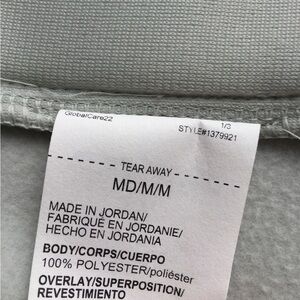 GlobalCare22
1/3
STYLE#1379921
TEAR AWAY
MD/M/M
MADE IN JORDAN/
FABRIQUÉ EN JORDANIE/
HECHO EN JORDANIA
BODY/CORPS/CUERPO
100% POLYESTER/poliéster
OVERLAY/SUPERPOSITION/
REVESTIMIENTO